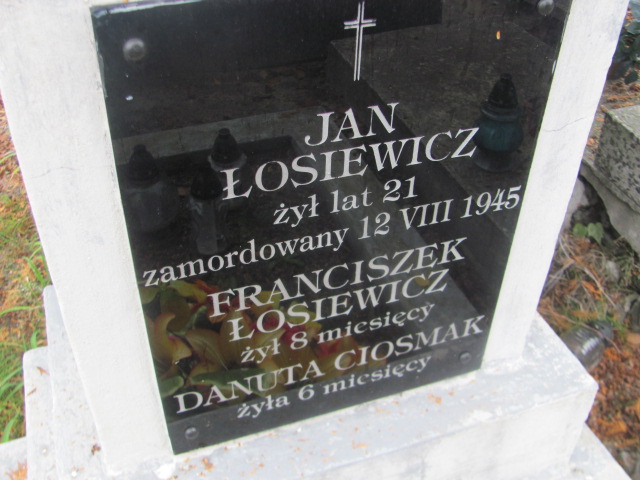 JAN
ŁOSIEWICZ
żył lat 21
zamordowany 12 VIII 1945
FRANCISZEK
ŁOSIEWICZ
żył 8 miesięcy
DANUTA CIOSMAK
żyła 6 miesięcy